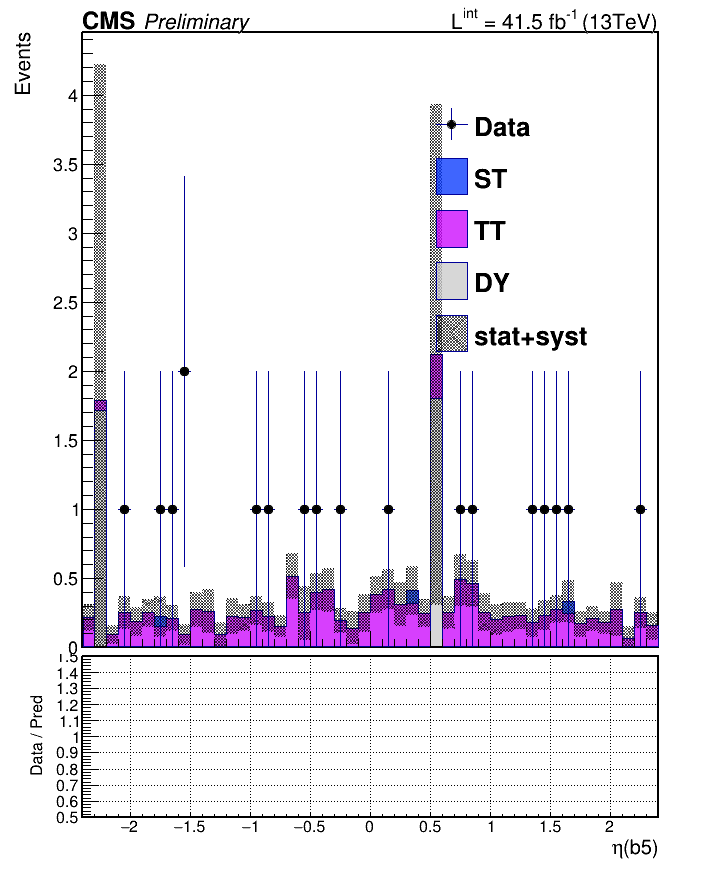 CMS Preliminary L^int = 41.5 fb^-1 (13TeV)
Events
4
3.5
3
2.5
2
1.5
1
0.5
0
Data
ST
TT
DY
stat+syst
Data / Pred
1.5
1.4
1.3
1.2
1.1
1
0.9
0.8
0.7
0.6
0.5
−2 −1.5 −1 −0.5 0 0.5 1 1.5 2
η(b5)